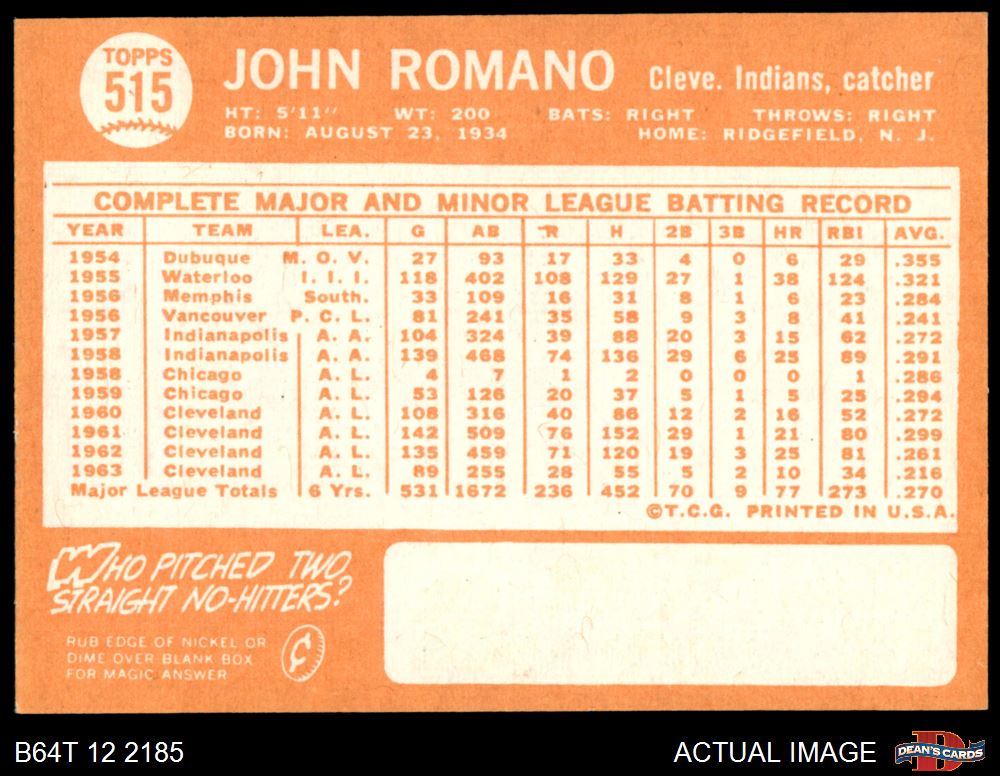 TOPPS
515
JOHN ROMANO Cleve. Indians, catcher
HT: 5'11" WT: 200 BATS: RIGHT THROWS: RIGHT
BORN: AUGUST 23, 1934 HOME: RIDGEFIELD, N. J.
COMPLETE MAJOR AND MINOR LEAGUE BATTING RECORD
YEAR TEAM LEA. G AB R H 2B 3B HR RBI AVG.
1954 Dubuque M. O. V. 27 93 17 33 4 0 6 29 .355
1955 Waterloo I. I. I. 118 402 108 129 27 1 38 124 .321
1956 Memphis South. 33 109 16 31 8 1 6 23 .284
1956 Vancouver P. C. L. 81 241 35 58 9 3 8 41 .241
1957 Indianapolis A. A. 104 324 39 88 20 3 15 62 .272
1958 Indianapolis A. A. 139 468 74 136 29 6 25 89 .291
1958 Chicago A. L. 4 7 1 2 0 0 0 1 .286
1959 Chicago A. L. 53 126 20 37 5 1 5 25 .294
1960 Cleveland A. L. 108 316 40 86 12 2 16 52 .272
1961 Cleveland A. L. 142 509 76 152 29 1 21 80 .299
1962 Cleveland A. L. 135 459 71 120 19 3 25 81 .261
1963 Cleveland A. L. 89 255 28 55 5 2 10 34 .216
Major League Totals 6 Yrs. 531 1672 236 452 70 9 77 273 .270
©T.C.G. PRINTED IN U.S.A.
WHO PITCHED TWO
STRAIGHT NO-HITTERS?
RUB EDGE OF NICKEL OR
DIME OVER BLANK BOX
FOR MAGIC ANSWER
¢
B64T 12 2185 ACTUAL IMAGE DEAN'S CARDS